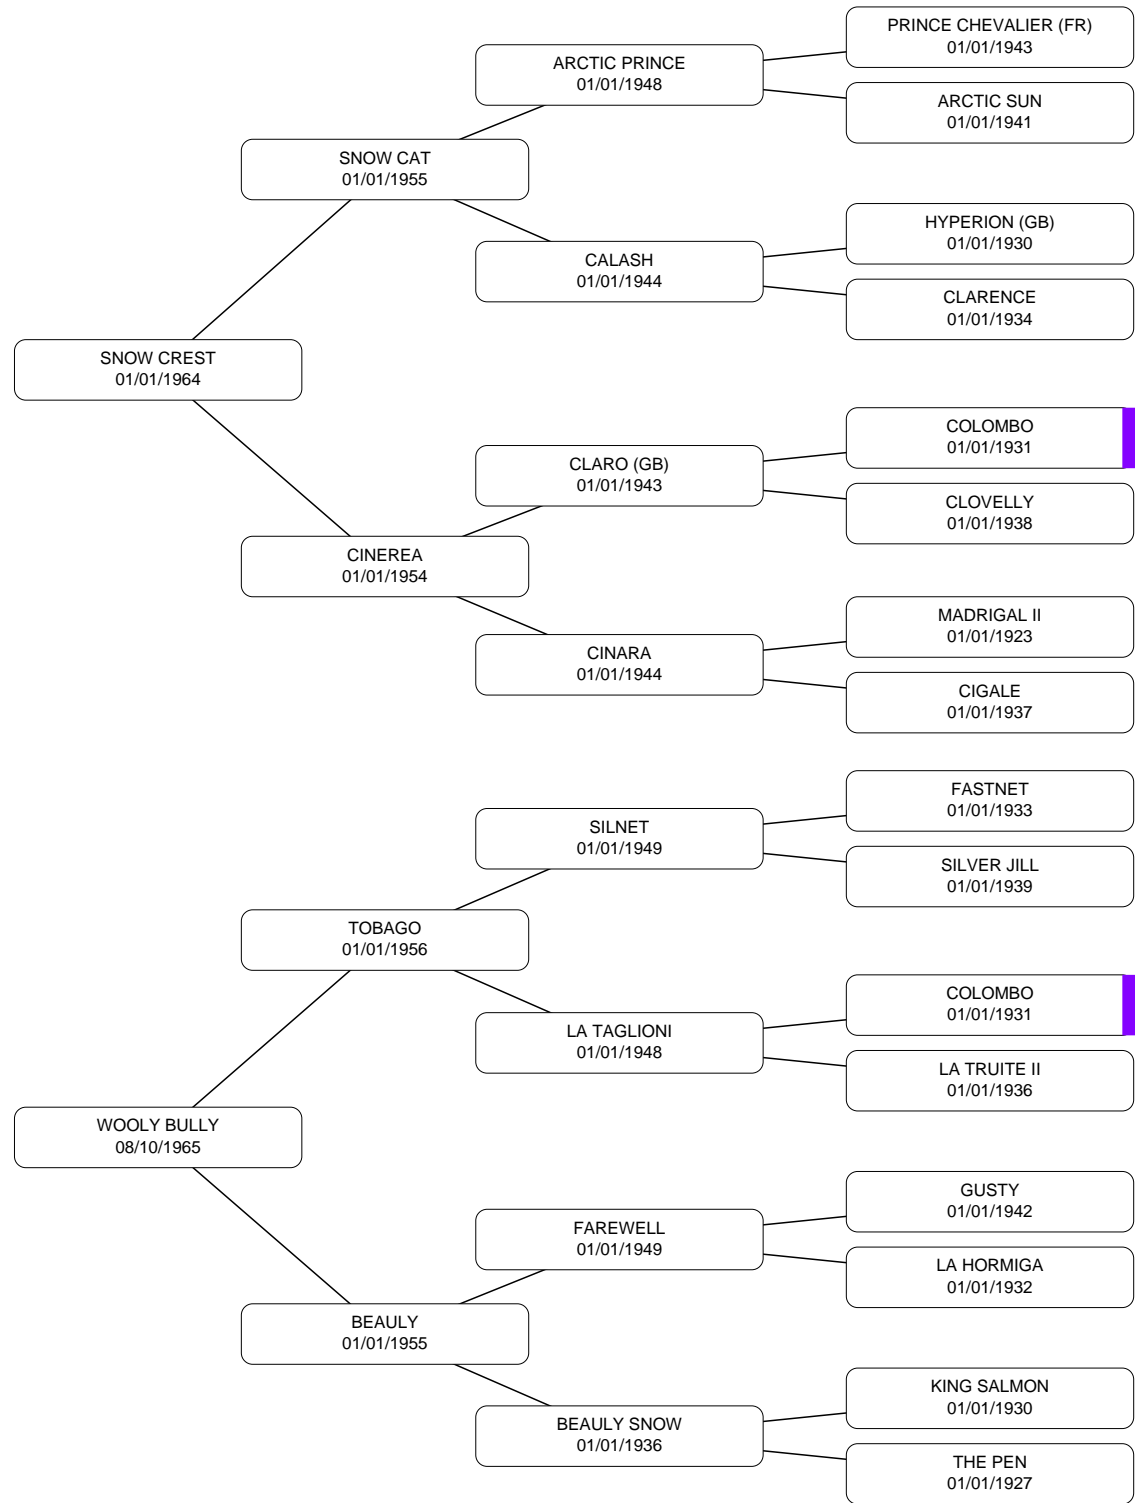 PRINCE CHEVALIER (FR)
01/01/1943
ARCTIC PRINCE
01/01/1948
ARCTIC SUN
01/01/1941
SNOW CAT
01/01/1955
HYPERION (GB)
01/01/1930
CALASH
01/01/1944
CLARENCE
01/01/1934
SNOW CREST
01/01/1964
COLOMBO
01/01/1931
CLARO (GB)
01/01/1943
CLOVELLY
01/01/1938
CINEREA
01/01/1954
MADRIGAL II
01/01/1923
CINARA
01/01/1944
CIGALE
01/01/1937
FASTNET
01/01/1933
SILNET
01/01/1949
SILVER JILL
01/01/1939
TOBAGO
01/01/1956
COLOMBO
01/01/1931
LA TAGLIONI
01/01/1948
LA TRUITE II
01/01/1936
WOOLY BULLY
08/10/1965
GUSTY
01/01/1942
FAREWELL
01/01/1949
LA HORMIGA
01/01/1932
BEAULY
01/01/1955
KING SALMON
01/01/1930
BEAULY SNOW
01/01/1936
THE PEN
01/01/1927